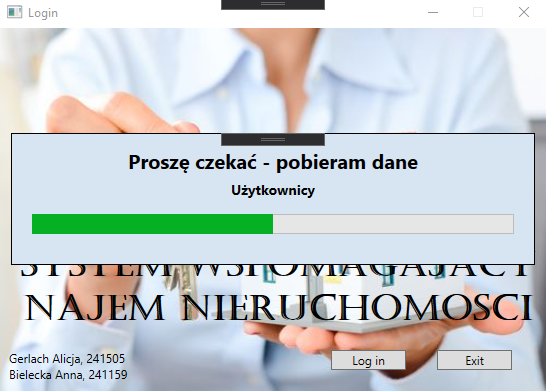 Login
Proszę czekać - pobieram dane
Użytkownicy
SYSTEM WSPOMAGAJĄCY
NAJEM NIERUCHOMOSCI
Gerlach Alicja, 241505
Bielecka Anna, 241159
Log in
Exit